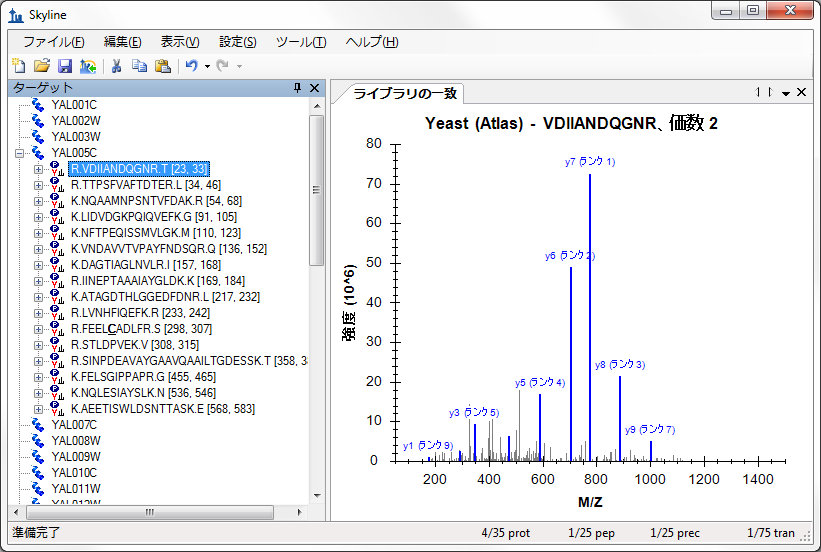 Skyline
ファイル(F) 編集(E) 表示(V) 設定(S) ツール(T) ヘルプ(H)
ターゲット
YAL001C
YAL002W
YAL003W
YAL005C
R.VDIIANDQGNR.T [23, 33]
R.TTPSFVAFTDTER.L [34, 46]
K.NQAAMNPSNTVFDAK.R [54, 68]
K.LIDVDGKPQIQVEFK.G [91, 105]
K.NFTPEQISSMVLGK.M [110, 123]
K.VNDAVVTVPAYFNDSQR.Q [136, 152]
K.DAGTIAGLNVLR.I [157, 168]
R.IINEPTAAAIAYGLDK.K [169, 184]
K.ATAGDTHLGGEDFDNR.L [217, 232]
R.LVNHFIQEFK.R [233, 242]
R.FEELCADLFR.S [298, 307]
R.STLDPVEK.V [308, 315]
R.SINPDEAVAYGAAVQAAILTGDESSK.T [358, 3
K.FELSGIPPAPR.G [455, 465]
K.NQLESIAYSLK.N [536, 546]
K.AEETISWLDSNTTASK.E [568, 583]
YAL007C
YAL008W
YAL009W
YAL010C
YAL011W
YAL012W
ライブラリの一致
Yeast (Atlas) - VDIIANDQGNR、価数 2
強度 (10^6)
80
70
60
50
40
30
20
10
0
y7 (ランク 1)
y6 (ランク 2)
y8 (ランク 3)
y5 (ランク 4)
y3 (ランク 5)
y9 (ランク 7)
y1 (ランク 9)
200 400 600 800 1000 1200 1400
M/Z
準備完了 4/35 prot 1/25 pep 1/25 prec 1/75 tran